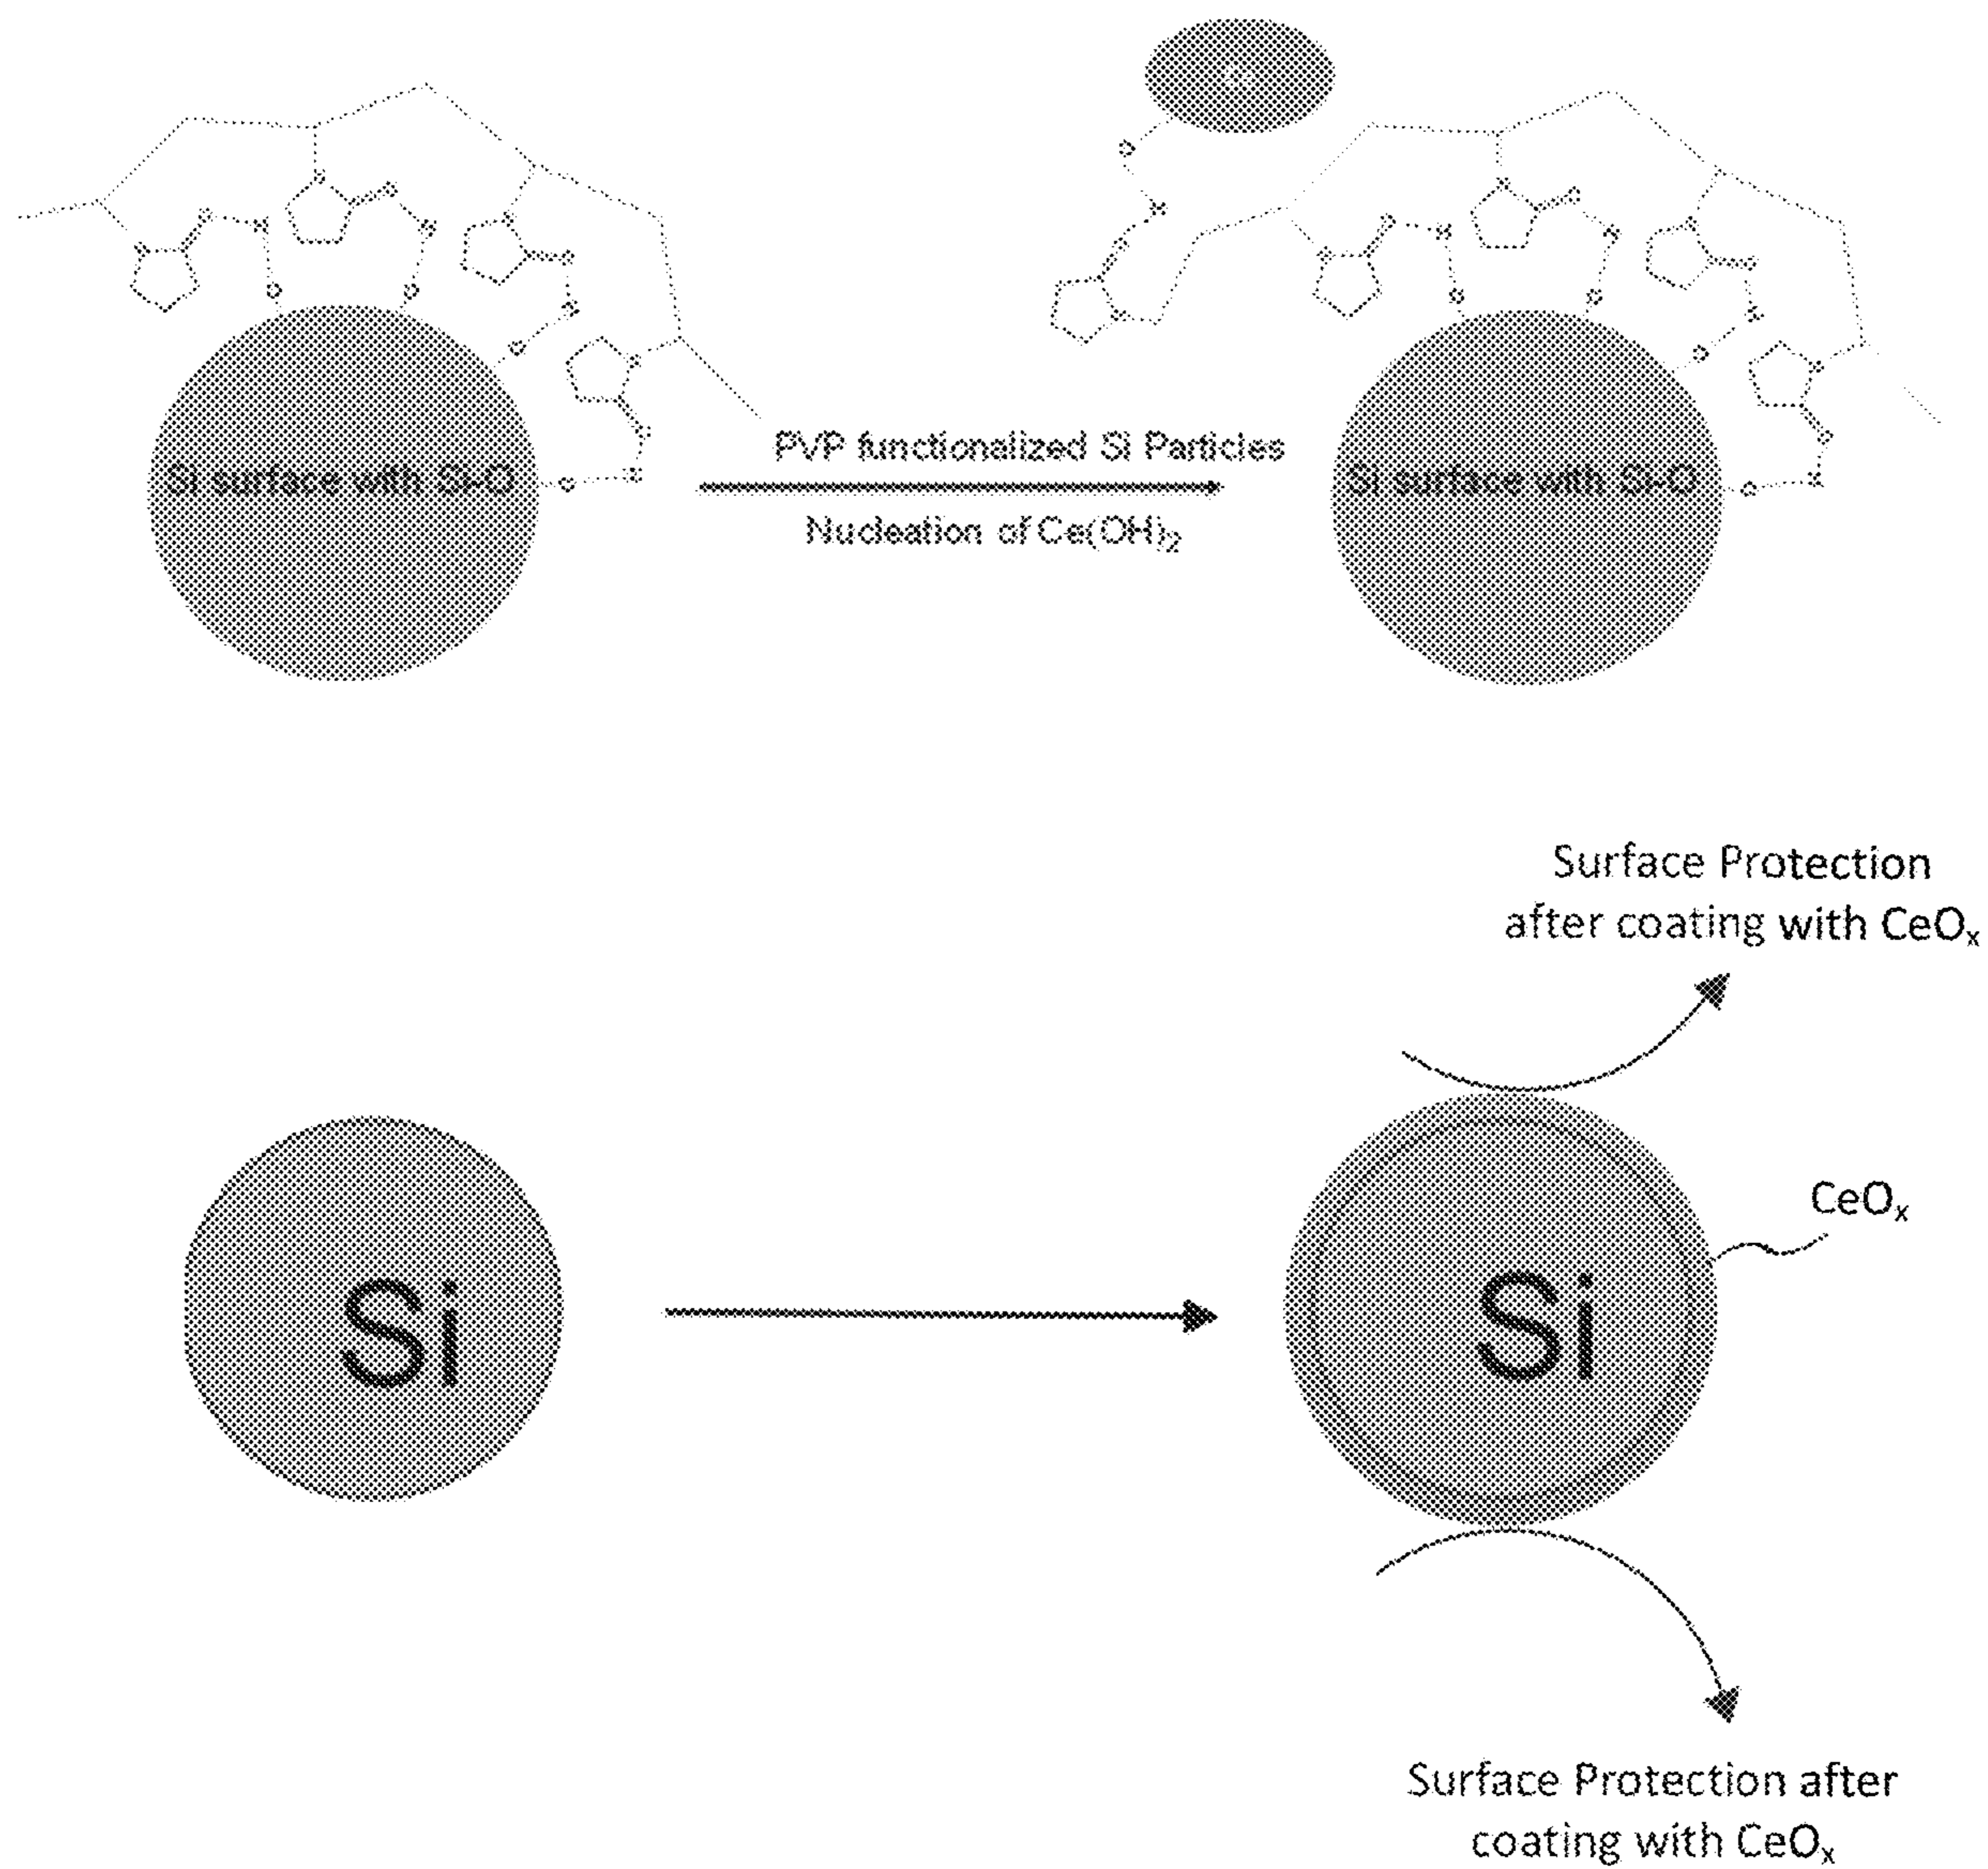 Si surface with Si-O
PVP functionalized Si Particles
Nucleation of Ce(OH)₂
Si surface with Si-O
Surface Protection
after coating with CeOₓ
Si
Si
CeOₓ
Surface Protection after
coating with CeOₓ